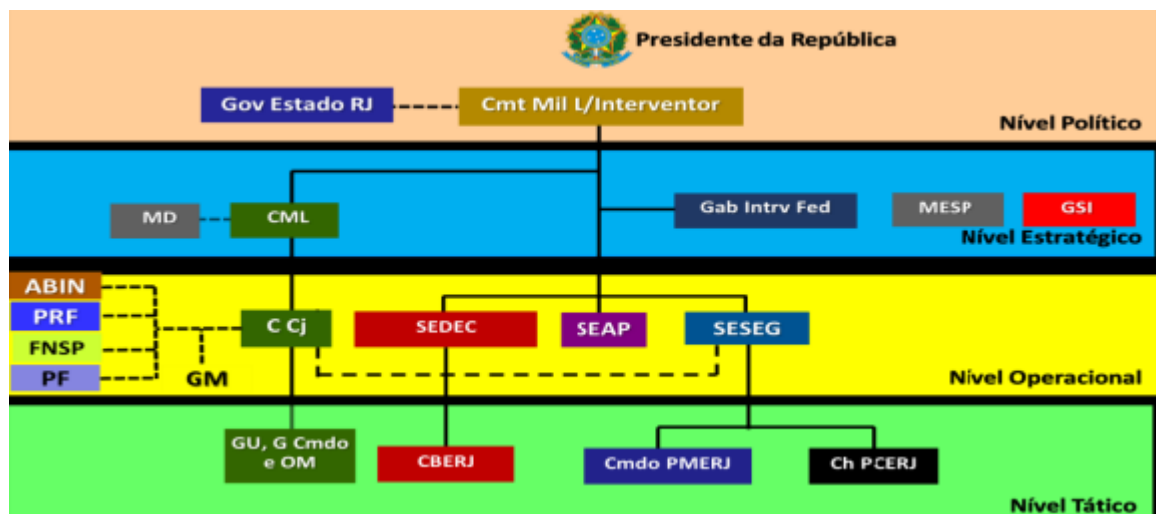 Presidente da República
Gov Estado RJ
Cmt Mil L/Interventor
Nível Político
MD
CML
Gab Intrv Fed
MESP
GSI
Nível Estratégico
ABIN
PRF
FNSP
PF
GM
C Cj
SEDEC
SEAP
SESEG
Nível Operacional
GU, G Cmdo
e OM
CBERJ
Cmdo PMERJ
Ch PCERJ
Nível Tático